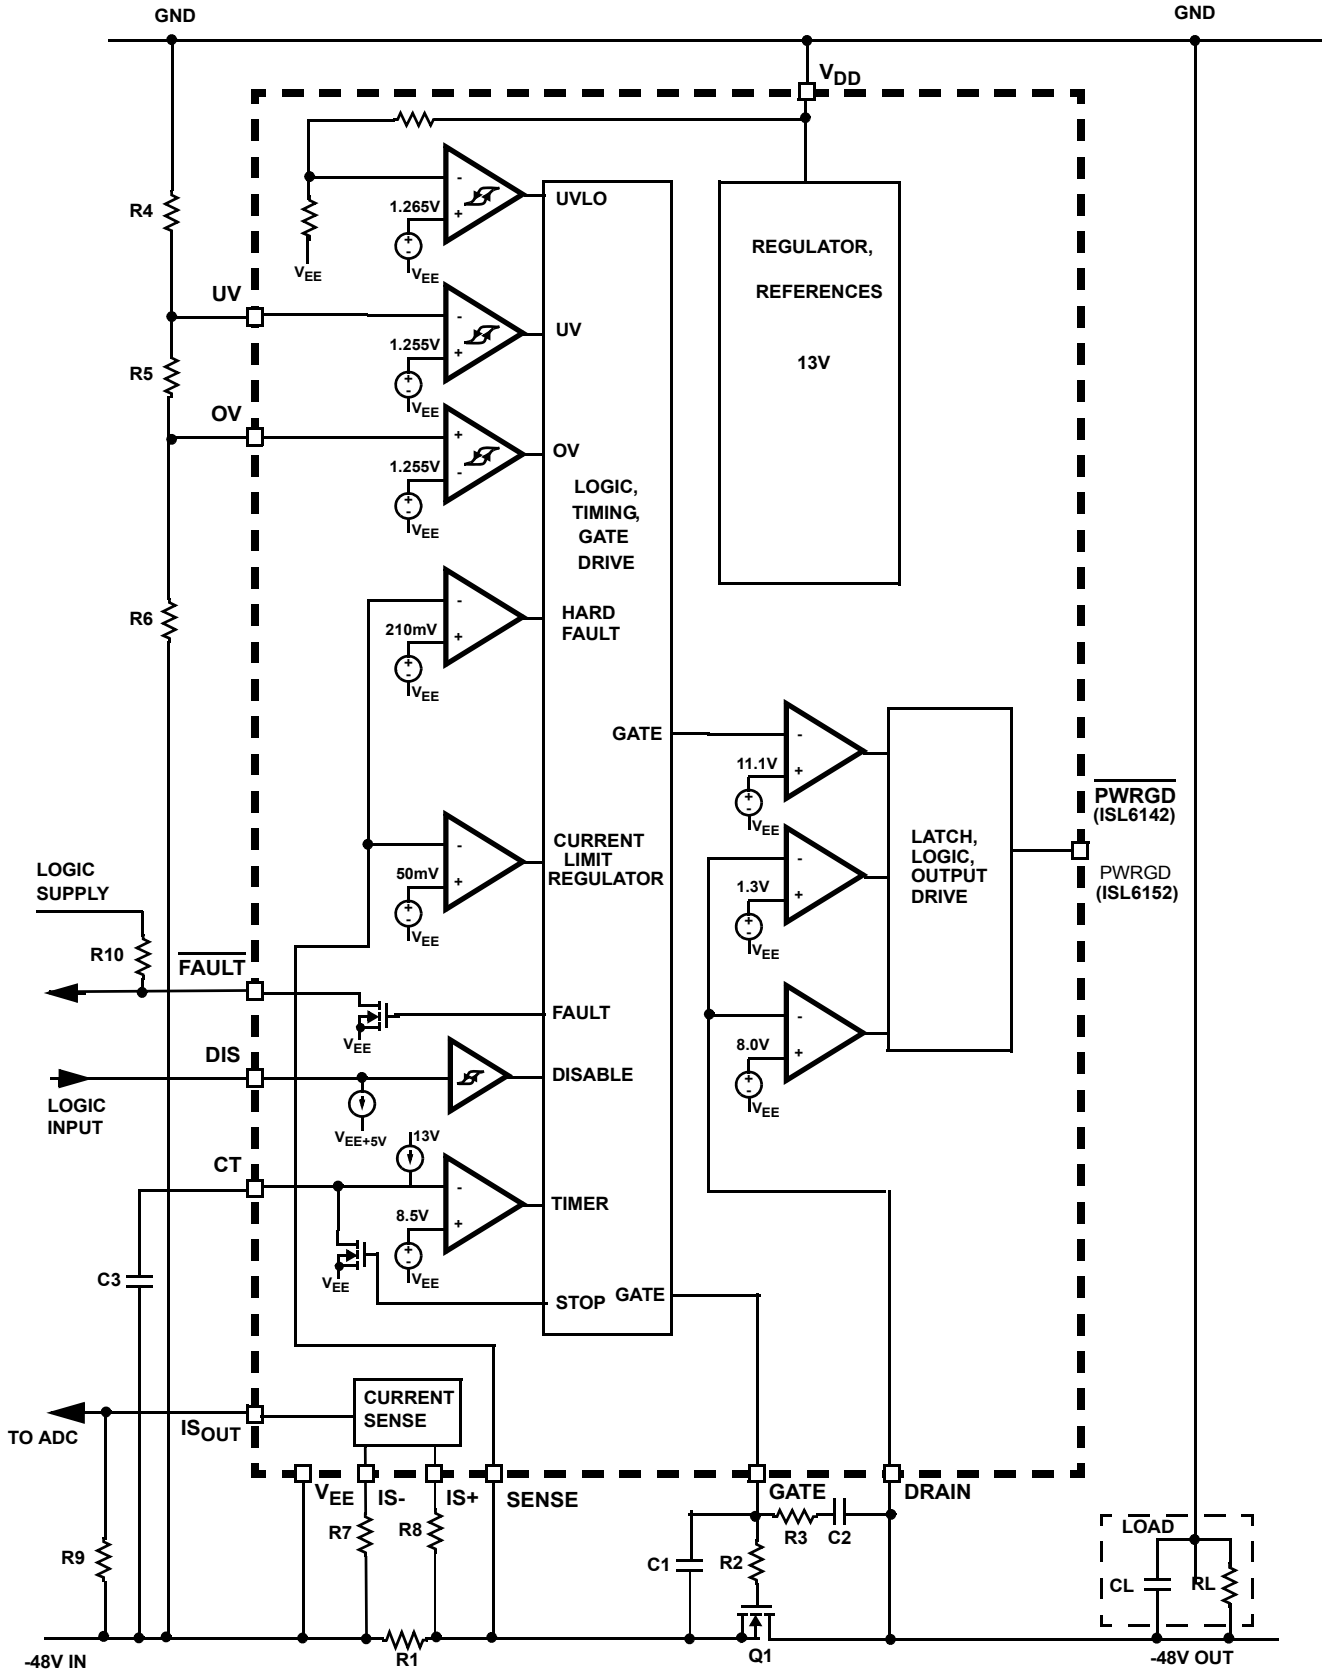 GND
GND
VDD
R4
1.265V
-
+
+
-
VEE
VEE
UVLO
REGULATOR,
REFERENCES
13V
UV
1.255V
-
+
+
-
VEE
UV
R5
OV
1.255V
+
-
+
-
VEE
OV
LOGIC,
TIMING,
GATE
DRIVE
R6
210mV
-
+
+
-
VEE
HARD
FAULT
GATE
11.1V
-
+
+
-
VEE
PWRGD
(ISL6142)
PWRGD
(ISL6152)
LATCH,
LOGIC,
OUTPUT
DRIVE
50mV
-
+
+
-
VEE
CURRENT
LIMIT
REGULATOR
1.3V
-
+
+
-
VEE
LOGIC
SUPPLY
R10
FAULT
VEE
FAULT
8.0V
-
+
+
-
VEE
DIS
LOGIC
INPUT
VEE+5V
DISABLE
CT
13V
8.5V
-
+
+
-
VEE
VEE
TIMER
C3
STOP
GATE
CURRENT
SENSE
TO ADC
ISOUT
VEE
IS-
IS+
SENSE
GATE
DRAIN
R7
R8
R9
R3
C2
C1
R2
LOAD
CL
RL
-48V IN
R1
Q1
-48V OUT